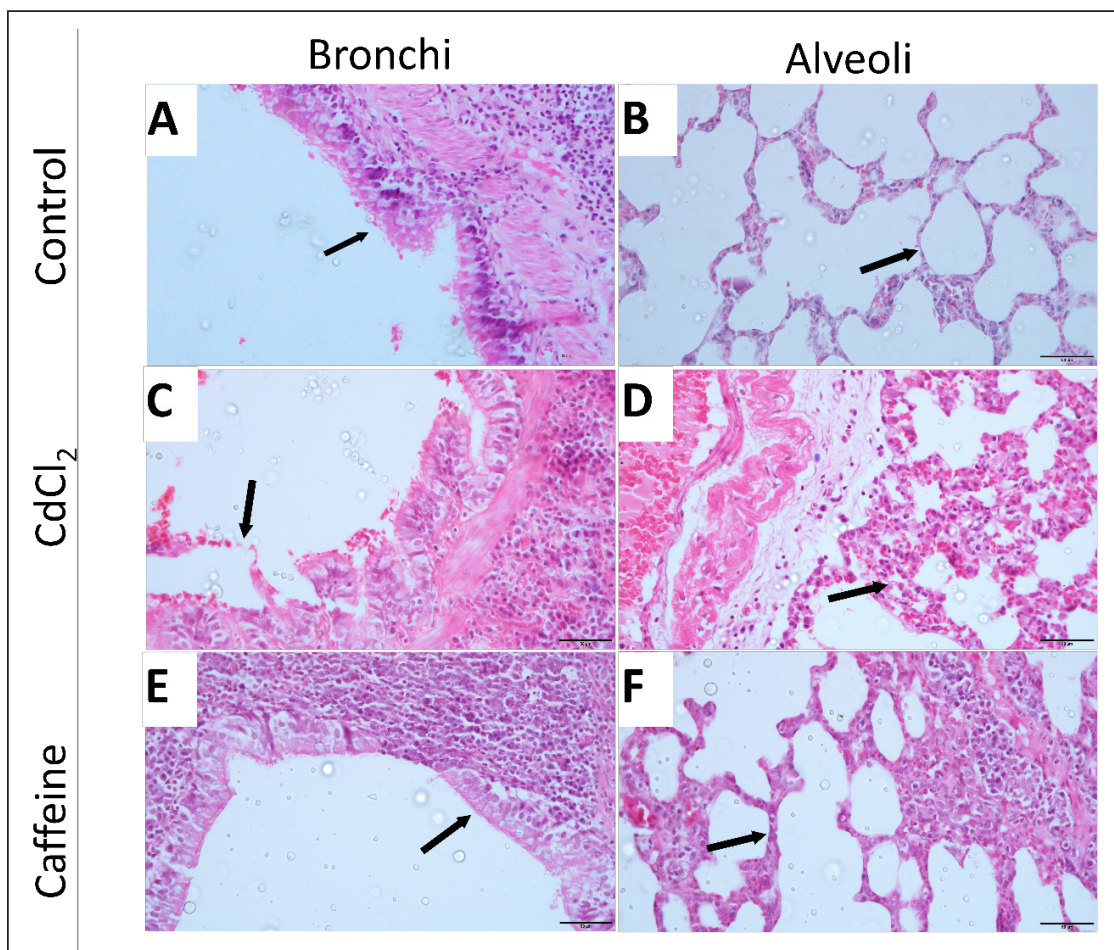 Bronchi Alveoli
Control
A B
CdCl₂
C D
Caffeine
E F